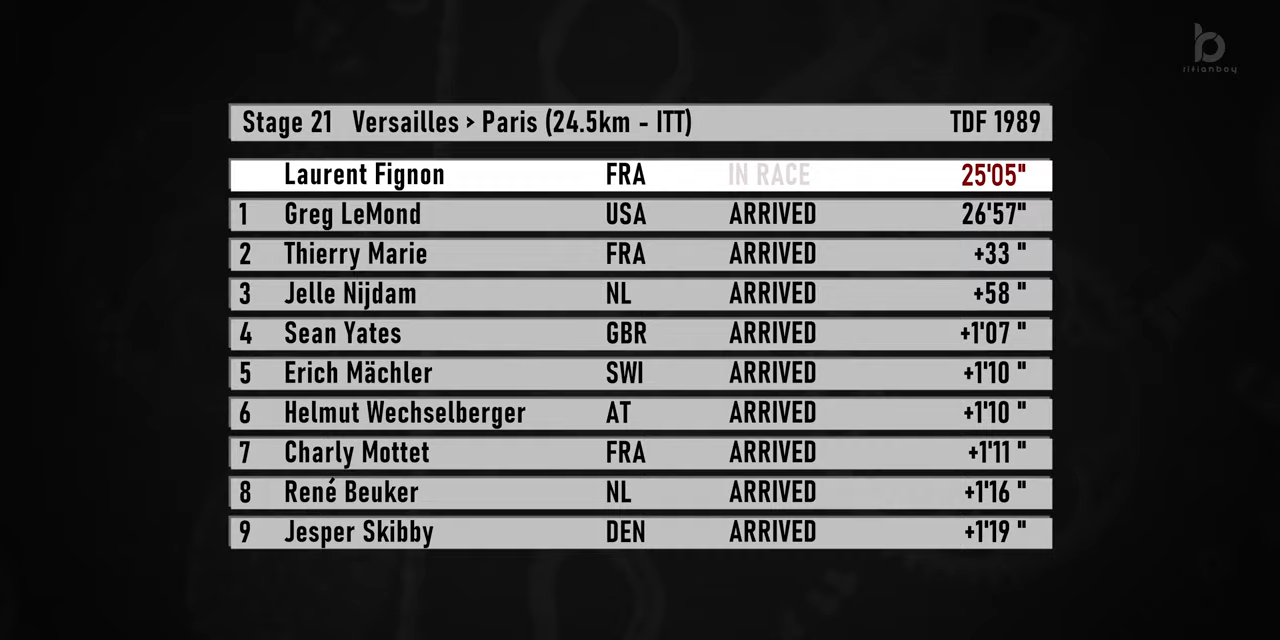 b
ritianboy
Stage 21 Versailles > Paris (24.5km - ITT) TDF 1989
Laurent Fignon FRA IN RACE 25'05"
1 Greg LeMond USA ARRIVED 26'57"
2 Thierry Marie FRA ARRIVED +33 "
3 Jelle Nijdam NL ARRIVED +58 "
4 Sean Yates GBR ARRIVED +1'07 "
5 Erich Mächler SWI ARRIVED +1'10 "
6 Helmut Wechselberger AT ARRIVED +1'10 "
7 Charly Mottet FRA ARRIVED +1'11 "
8 René Beuker NL ARRIVED +1'16 "
9 Jesper Skibby DEN ARRIVED +1'19 "